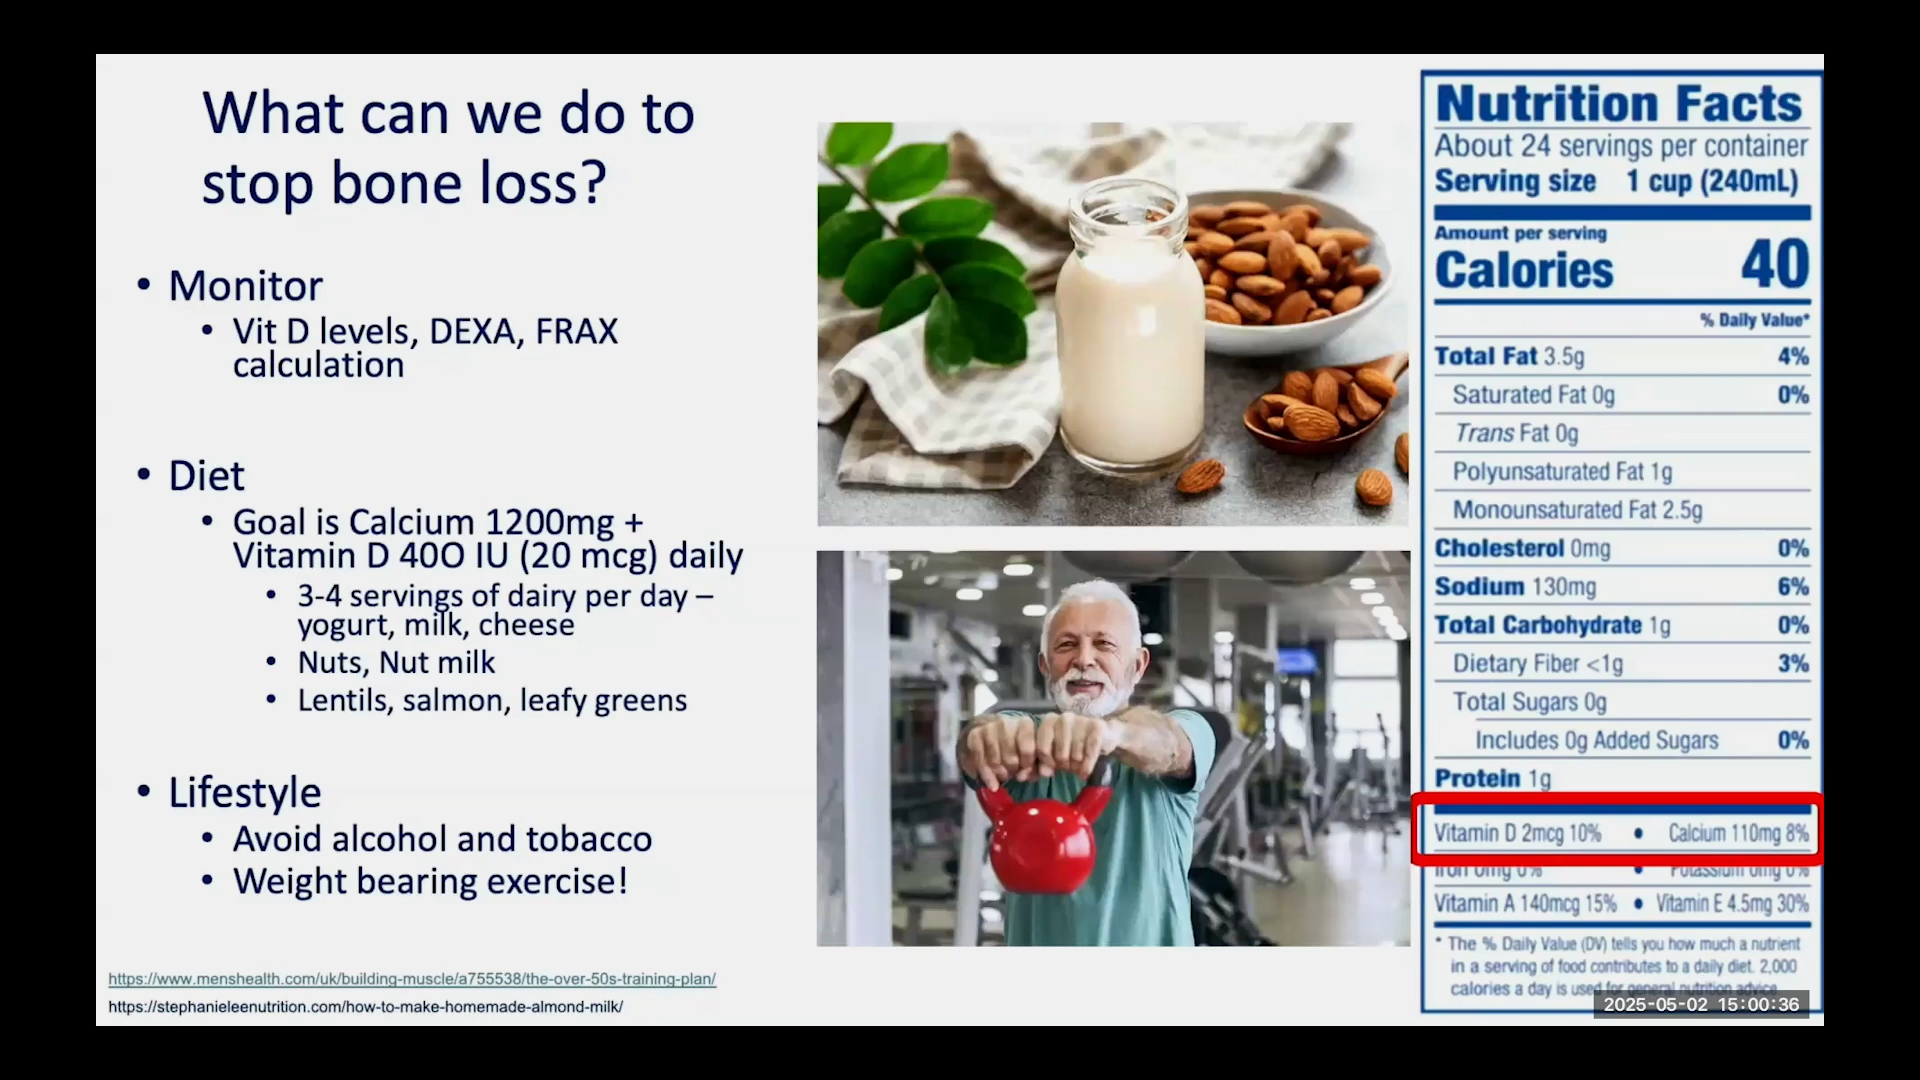 What can we do to
stop bone loss?
• Monitor
• Vit D levels, DEXA, FRAX
calculation
• Diet
• Goal is Calcium 1200mg +
Vitamin D 40O IU (20 mcg) daily
• 3-4 servings of dairy per day –
yogurt, milk, cheese
• Nuts, Nut milk
• Lentils, salmon, leafy greens
• Lifestyle
• Avoid alcohol and tobacco
• Weight bearing exercise!
https://www.menshealth.com/uk/building-muscle/a755538/the-over-50s-training-plan/
https://stephanieleenutrition.com/how-to-make-homemade-almond-milk/
Nutrition Facts
About 24 servings per container
Serving size 1 cup (240mL)
Amount per serving
Calories 40
% Daily Value*
Total Fat 3.5g 4%
Saturated Fat 0g 0%
Trans Fat 0g
Polyunsaturated Fat 1g
Monounsaturated Fat 2.5g
Cholesterol 0mg 0%
Sodium 130mg 6%
Total Carbohydrate 1g 0%
Dietary Fiber <1g 3%
Total Sugars 0g
Includes 0g Added Sugars 0%
Protein 1g
Vitamin D 2mcg 10% • Calcium 110mg 8%
Iron 0mg 0% • Potassium 0mg 0%
Vitamin A 140mcg 15% • Vitamin E 4.5mg 30%
* The % Daily Value (DV) tells you how much a nutrient
in a serving of food contributes to a daily diet. 2,000
calories a day is used for general nutrition advice.
2025-05-02 15:00:36